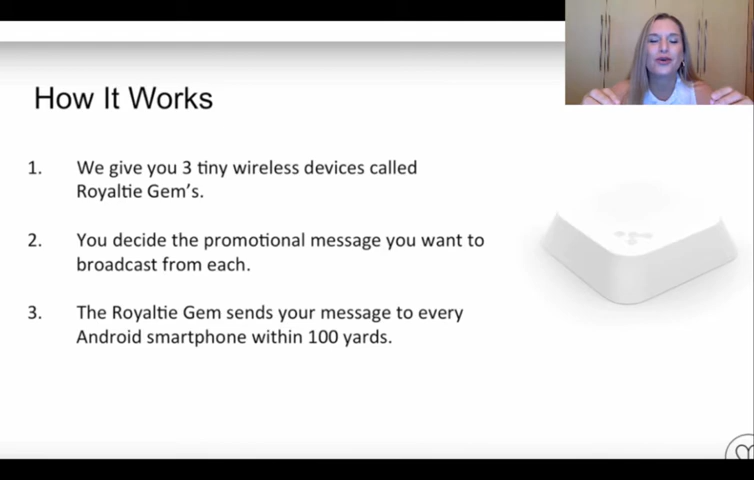 How It Works
1. We give you 3 tiny wireless devices called
Royaltie Gem's.
2. You decide the promotional message you want to
broadcast from each.
3. The Royaltie Gem sends your message to every
Android smartphone within 100 yards.